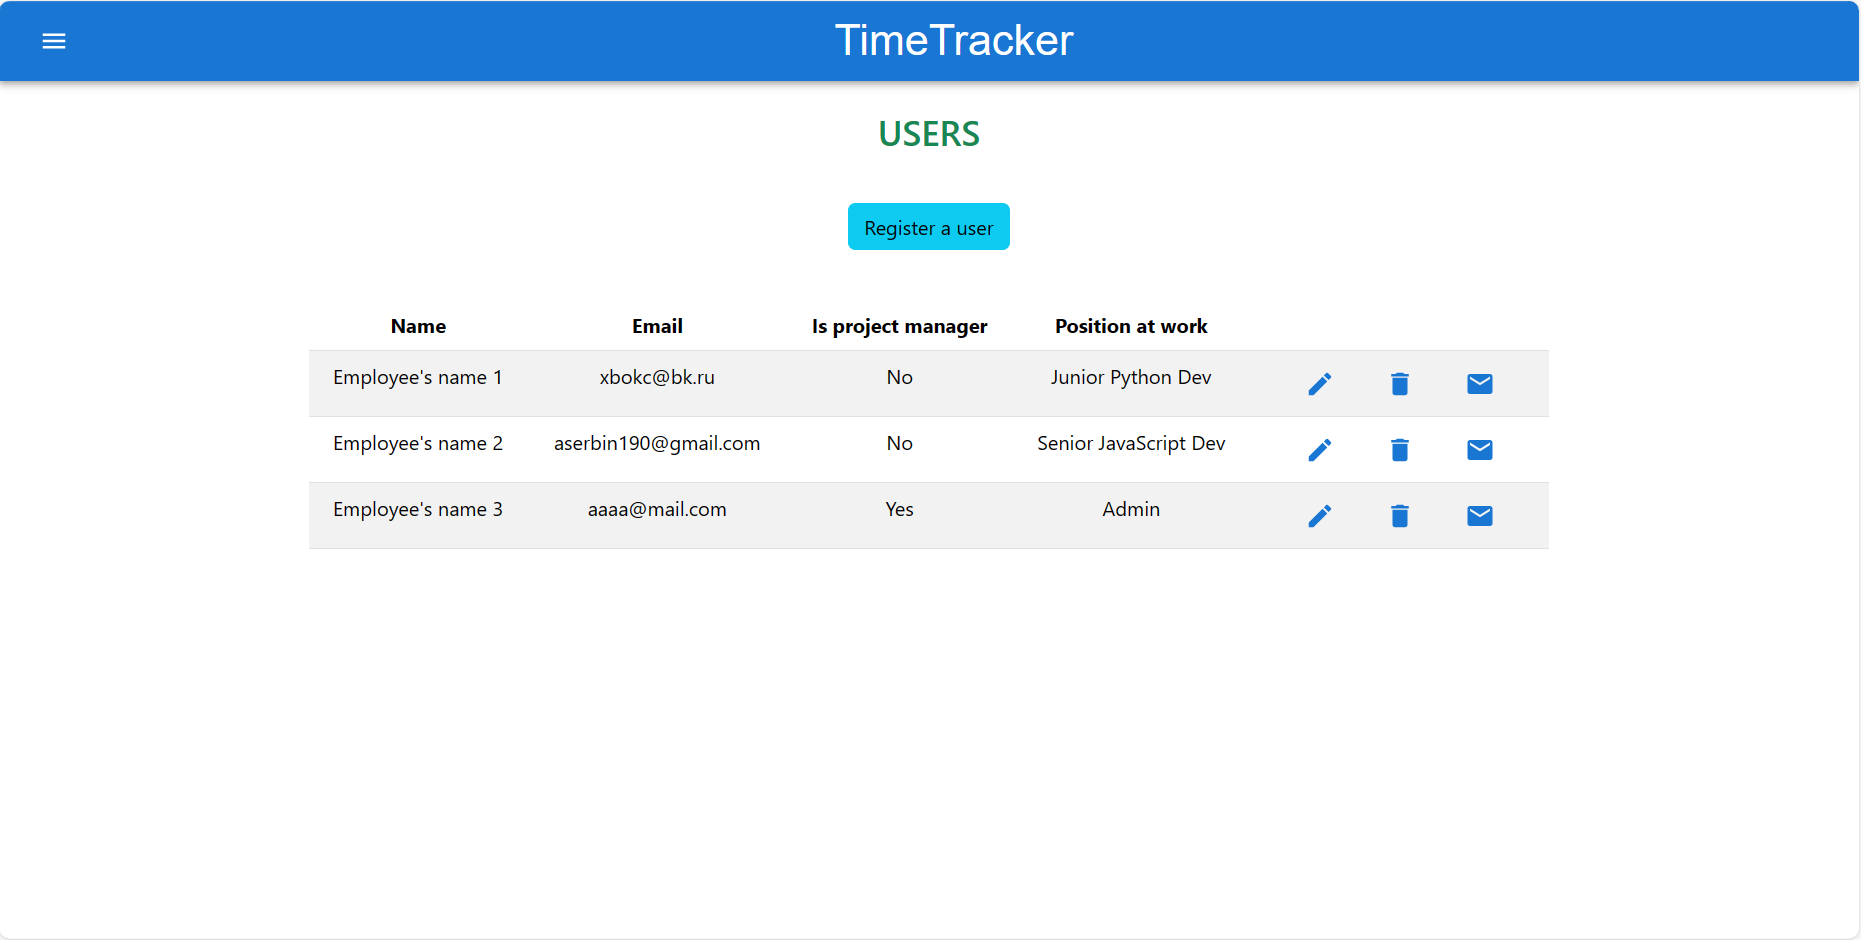 TimeTracker
USERS
Register a user
Name Email Is project manager Position at work
Employee's name 1 xbokc@bk.ru No Junior Python Dev
Employee's name 2 aserbin190@gmail.com No Senior JavaScript Dev
Employee's name 3 aaaa@mail.com Yes Admin